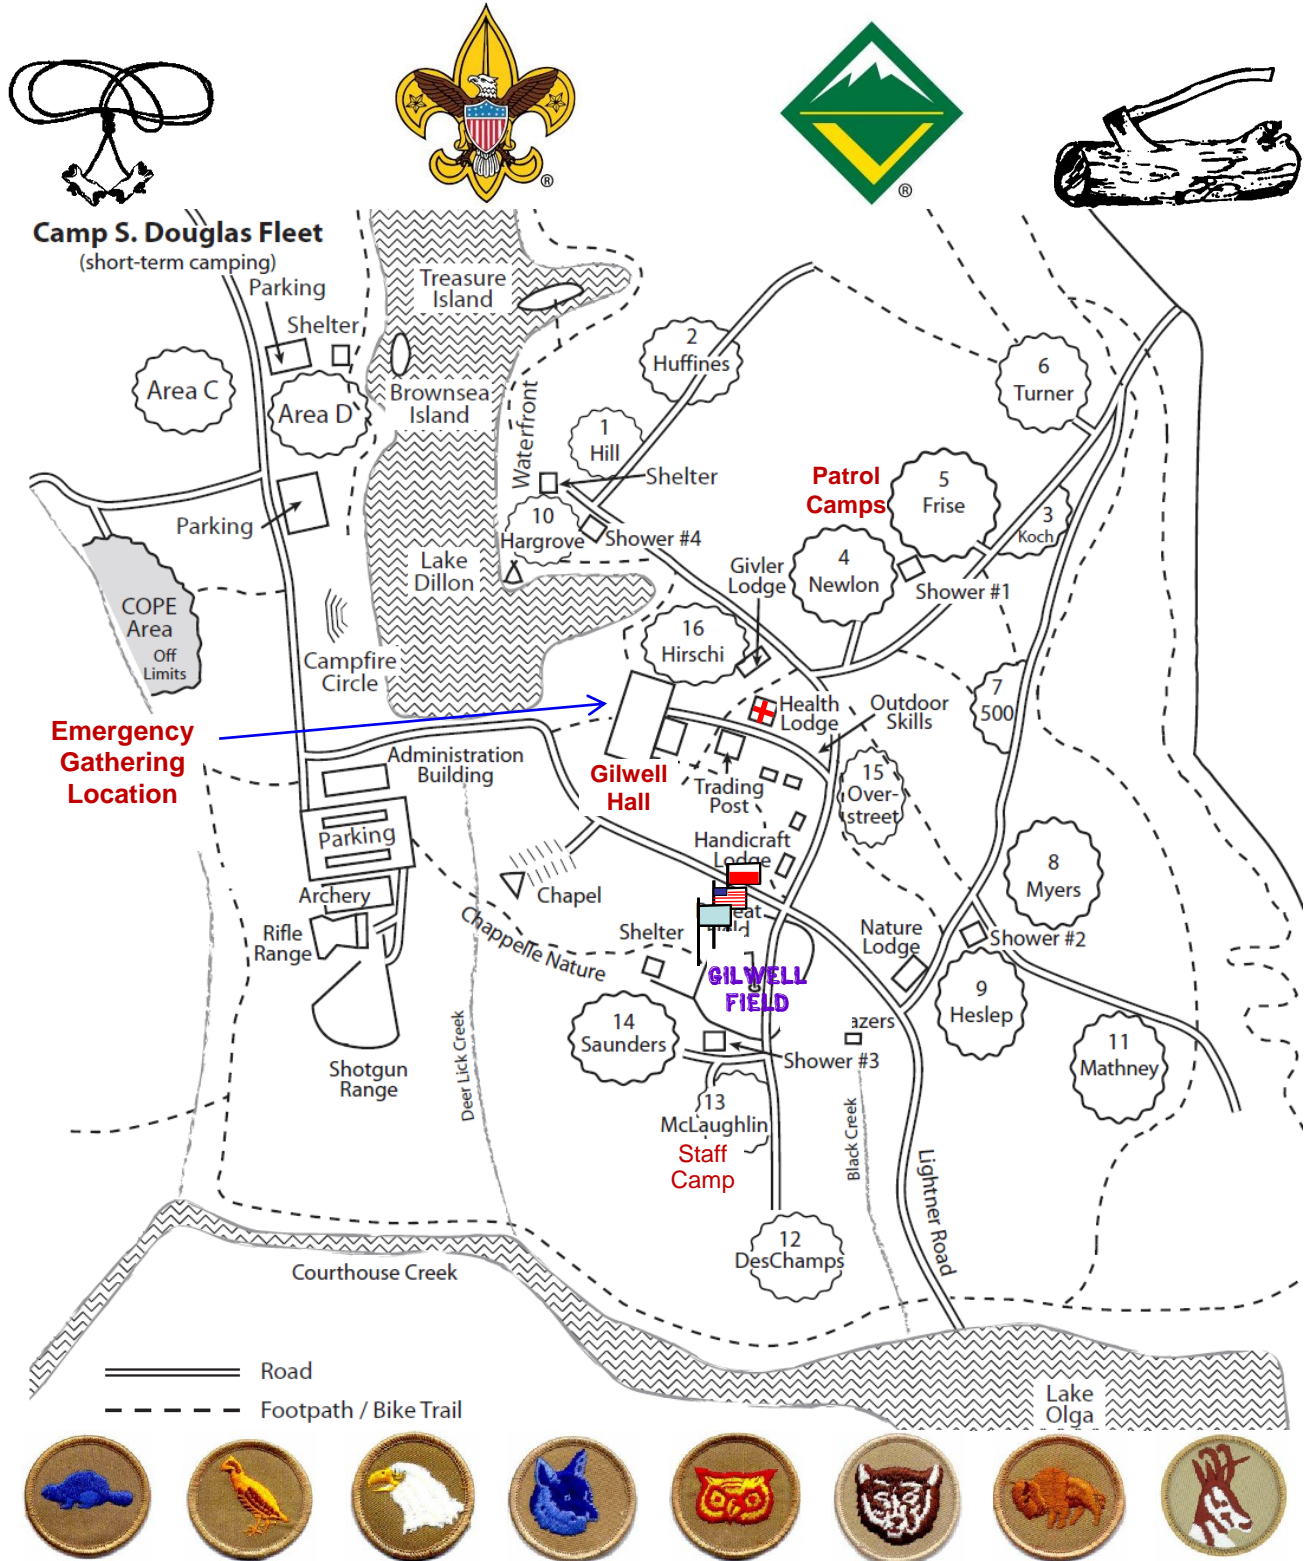 ®
®
Camp S. Douglas Fleet
(short-term camping)
Parking
Shelter
Area C
Area D
Parking
Treasure
Island
Brownsea
Island
Waterfront
2
Huffines
1
Hill
Shelter
10
Hargrove
Shower #4
6
Turner
Patrol
Camps
5
Frise
3
Koch
4
Newlon
Shower #1
Givler
Lodge
Lake
Dillon
COPE
Area
Off
Limits
Campfire
Circle
16
Hirschi
7
500
Health
Lodge
Outdoor
Skills
Emergency
Gathering
Location
Administration
Building
Gilwell
Hall
Trading
Post
15
Over-
street
Parking
Handicraft
Lodge
8
Myers
Archery
Chapel
Rifle
Range
Chappelle Nature
Shelter
Nature
Lodge
Shower #2
GILWELL
FIELD
9
Heslep
14
Saunders
azers
Shower #3
11
Mathney
Shotgun
Range
Deer Lick Creek
13
McLaughlin
Staff
Camp
Black Creek
Lightner Road
12
DesChamps
Courthouse Creek
Road
Footpath / Bike Trail
Lake
Olga